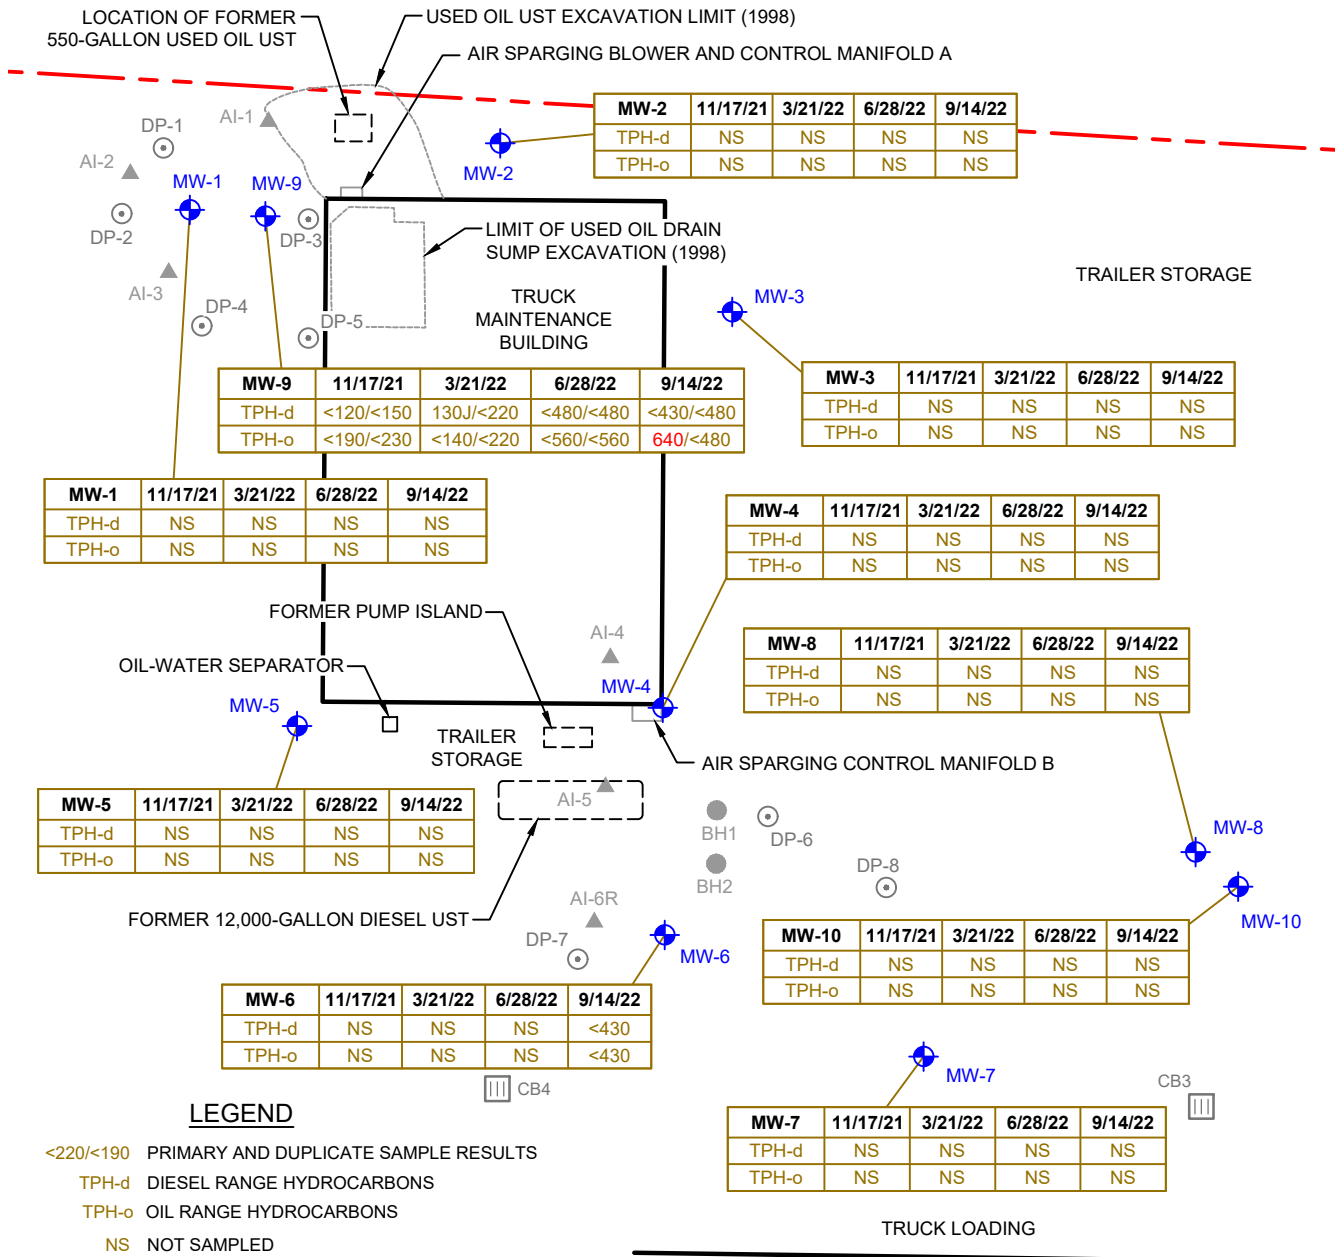 LOCATION OF FORMER
550-GALLON USED OIL UST
USED OIL UST EXCAVATION LIMIT (1998)
AIR SPARGING BLOWER AND CONTROL MANIFOLD A
AI-1
DP-1
AI-2
MW-1
MW-9
DP-2
DP-3
AI-3
DP-4
DP-5
MW-2
MW-2 11/17/21 3/21/22 6/28/22 9/14/22
TPH-d NS NS NS NS
TPH-o NS NS NS NS
LIMIT OF USED OIL DRAIN
SUMP EXCAVATION (1998)
TRUCK
MAINTENANCE
BUILDING
TRAILER STORAGE
MW-3
MW-3 11/17/21 3/21/22 6/28/22 9/14/22
TPH-d NS NS NS NS
TPH-o NS NS NS NS
MW-9 11/17/21 3/21/22 6/28/22 9/14/22
TPH-d <120/<150 130J/<220 <480/<480 <430/<480
TPH-o <190/<230 <140/<220 <560/<560 640/<480
MW-1 11/17/21 3/21/22 6/28/22 9/14/22
TPH-d NS NS NS NS
TPH-o NS NS NS NS
MW-4 11/17/21 3/21/22 6/28/22 9/14/22
TPH-d NS NS NS NS
TPH-o NS NS NS NS
FORMER PUMP ISLAND
AI-4
OIL-WATER SEPARATOR
MW-4
MW-5
MW-8 11/17/21 3/21/22 6/28/22 9/14/22
TPH-d NS NS NS NS
TPH-o NS NS NS NS
TRAILER
STORAGE
AIR SPARGING CONTROL MANIFOLD B
AI-5
MW-5 11/17/21 3/21/22 6/28/22 9/14/22
TPH-d NS NS NS NS
TPH-o NS NS NS NS
BH1
DP-6
MW-8
BH2
DP-8
FORMER 12,000-GALLON DIESEL UST
AI-6R
DP-7
MW-6
MW-10
MW-10 11/17/21 3/21/22 6/28/22 9/14/22
TPH-d NS NS NS NS
TPH-o NS NS NS NS
MW-6 11/17/21 3/21/22 6/28/22 9/14/22
TPH-d NS NS NS <430
TPH-o NS NS NS <430
CB4
MW-7
CB3
MW-7 11/17/21 3/21/22 6/28/22 9/14/22
TPH-d NS NS NS NS
TPH-o NS NS NS NS
LEGEND
<220/<190 PRIMARY AND DUPLICATE SAMPLE RESULTS
TPH-d DIESEL RANGE HYDROCARBONS
TPH-o OIL RANGE HYDROCARBONS
NS NOT SAMPLED
TRUCK LOADING